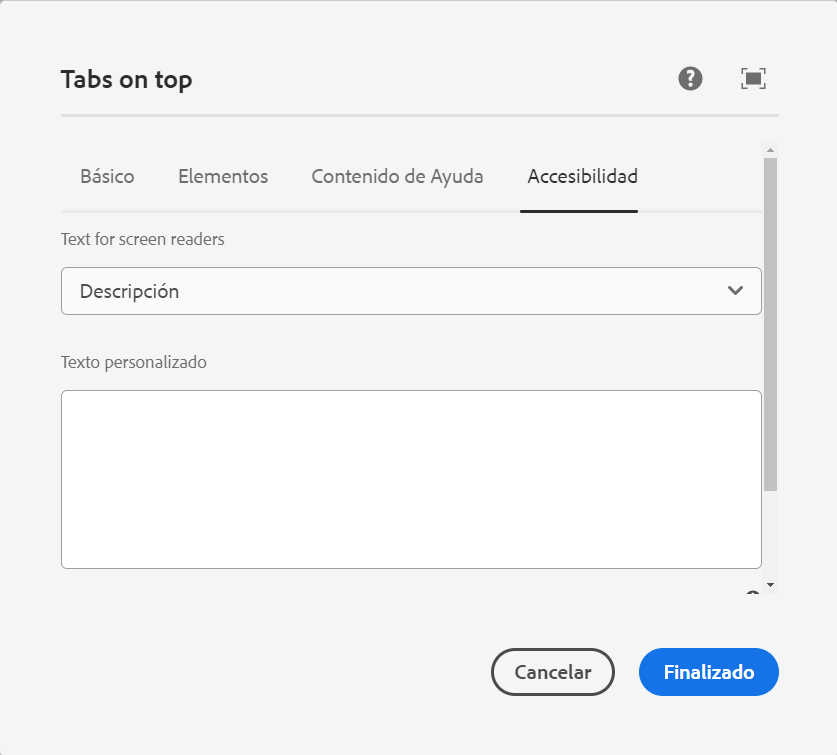 Tabs on top
Básico Elementos Contenido de Ayuda Accesibilidad
Text for screen readers
Descripción
Texto personalizado
Cancelar Finalizado